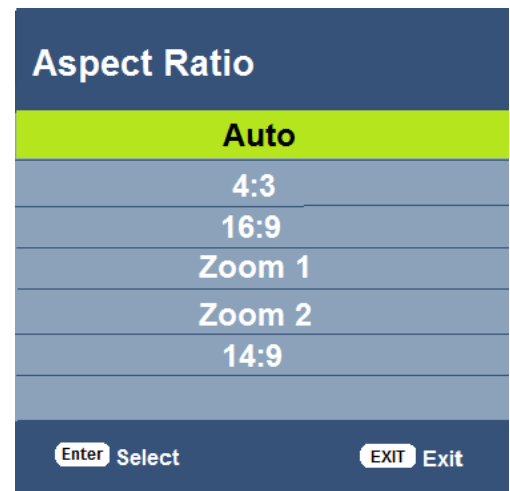 Aspect Ratio
Auto
4:3
16:9
Zoom 1
Zoom 2
14:9
Enter Select EXIT Exit